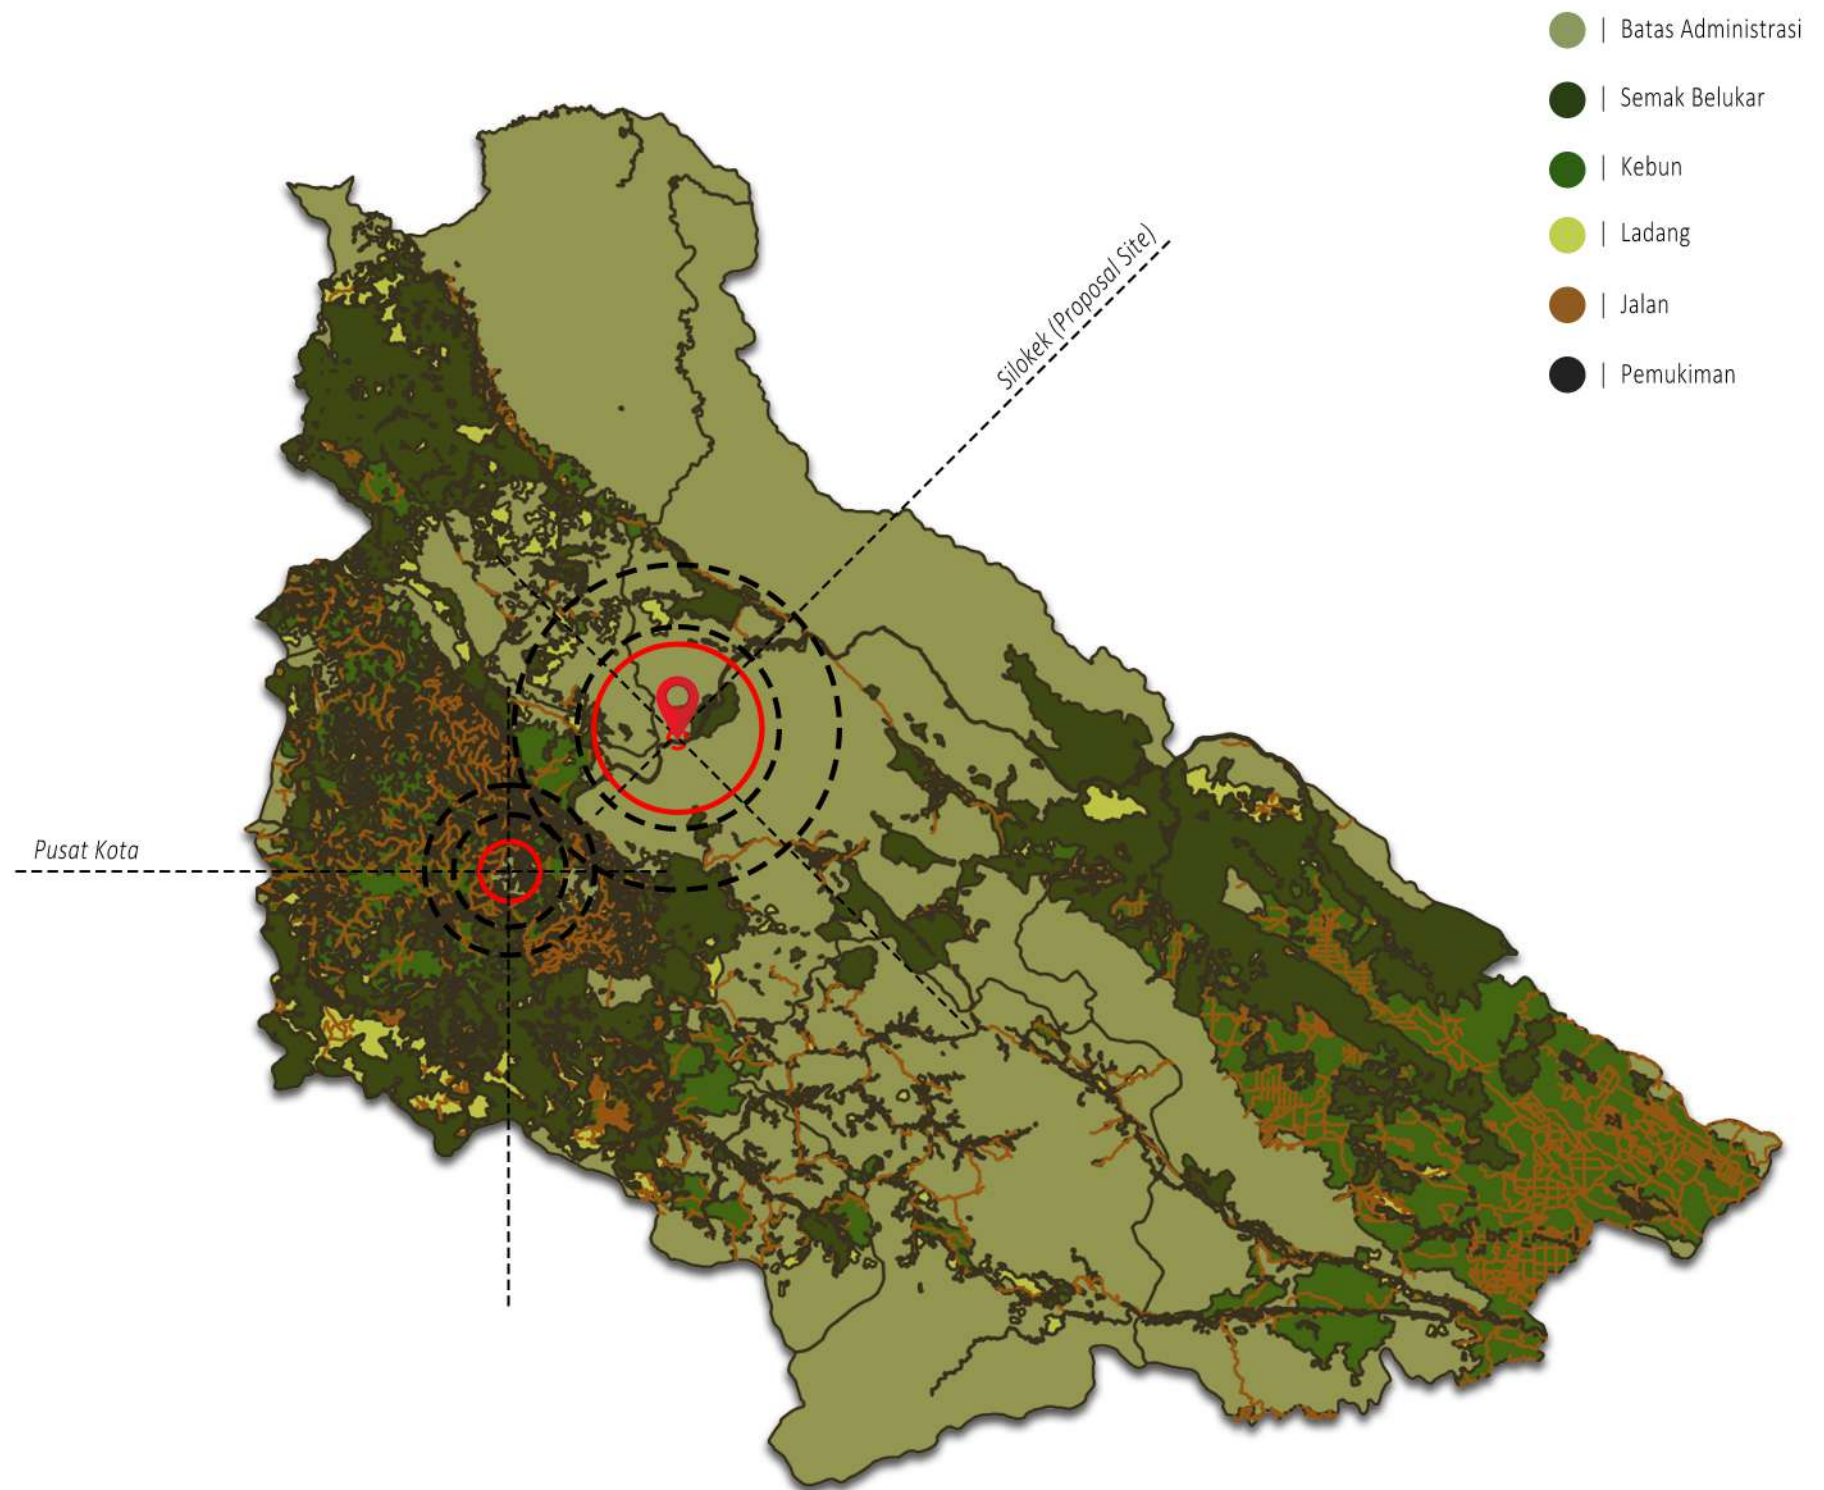 | Batas Administrasi
| Semak Belukar
| Kebun
| Ladang
| Jalan
| Pemukiman
Silokek (Proposal Site)
Pusat Kota